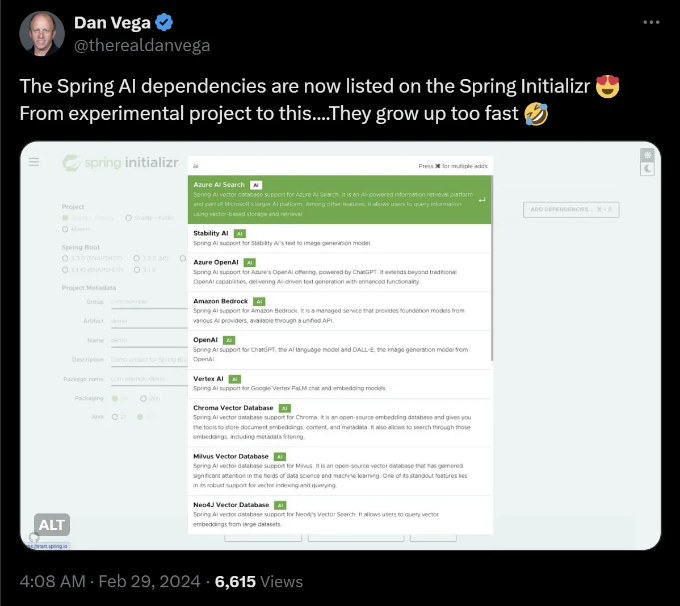 Dan Vega
@therealdanvega
The Spring AI dependencies are now listed on the Spring Initializr 😍
From experimental project to this....They grow up too fast 🤣
spring initializr
ai
Press ⌘ for multiple adds
Azure AI Search AI
Spring AI vector database support for Azure AI Search. It is an AI-powered information retrieval platform
and part of Microsoft's larger AI platform. Among other features, it allows users to query information
using vector-based storage and retrieval.
Project
ADD DEPENDENCIES...
Stability AI AI
Spring AI support for Stability AI's text to image generation model.
Spring Boot
Azure OpenAI AI
Spring AI support for Azure's OpenAI offering, powered by ChatGPT. It extends beyond traditional
OpenAI capabilities, delivering AI-driven text generation with enhanced functionality.
Project Metadata
Amazon Bedrock AI
Spring AI support for Amazon Bedrock. It is a managed service that provides foundation models from
various AI providers, available through a unified API.
Group
Artifact
OpenAI AI
Spring AI support for ChatGPT, the AI language model and DALL-E, the image generation model from
OpenAI.
Name
Description
Package name
Vertex AI AI
Spring AI support for Google Vertex PaLM chat and embedding models.
Packaging
Chroma Vector Database AI
Spring AI vector database support for Chroma. It is an open-source embedding database and gives you
the tools to store document embeddings, content, and metadata. It also allows to search through those
embeddings, including metadata filtering.
Java
Milvus Vector Database AI
Spring AI vector database support for Milvus. It is an open-source vector database that has garnered
significant attention in the fields of data science and machine learning. One of its standout features lies
in its robust support for vector indexing and querying.
Neo4J Vector Database AI
Spring AI vector database support for Neo4j's Vector Search. It allows users to query vector
embeddings from large datasets.
ALT
4:08 AM · Feb 29, 2024 · 6,615 Views